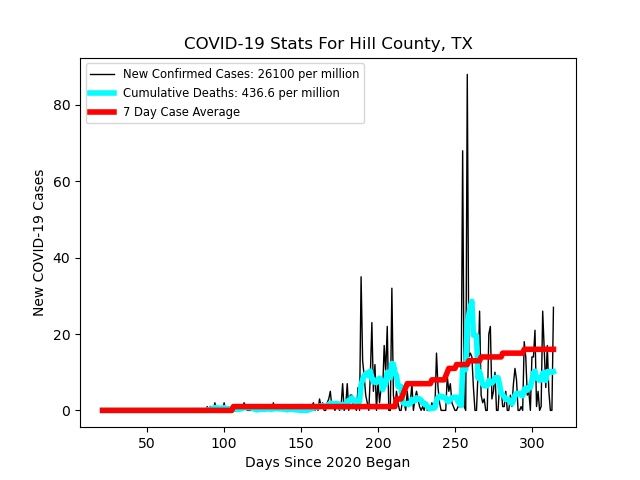 COVID-19 Stats For Hill County, TX
New Confirmed Cases: 26100 per million
Cumulative Deaths: 436.6 per million
7 Day Case Average
New COVID-19 Cases
80
60
40
20
0
50 100 150 200 250 300
Days Since 2020 Began